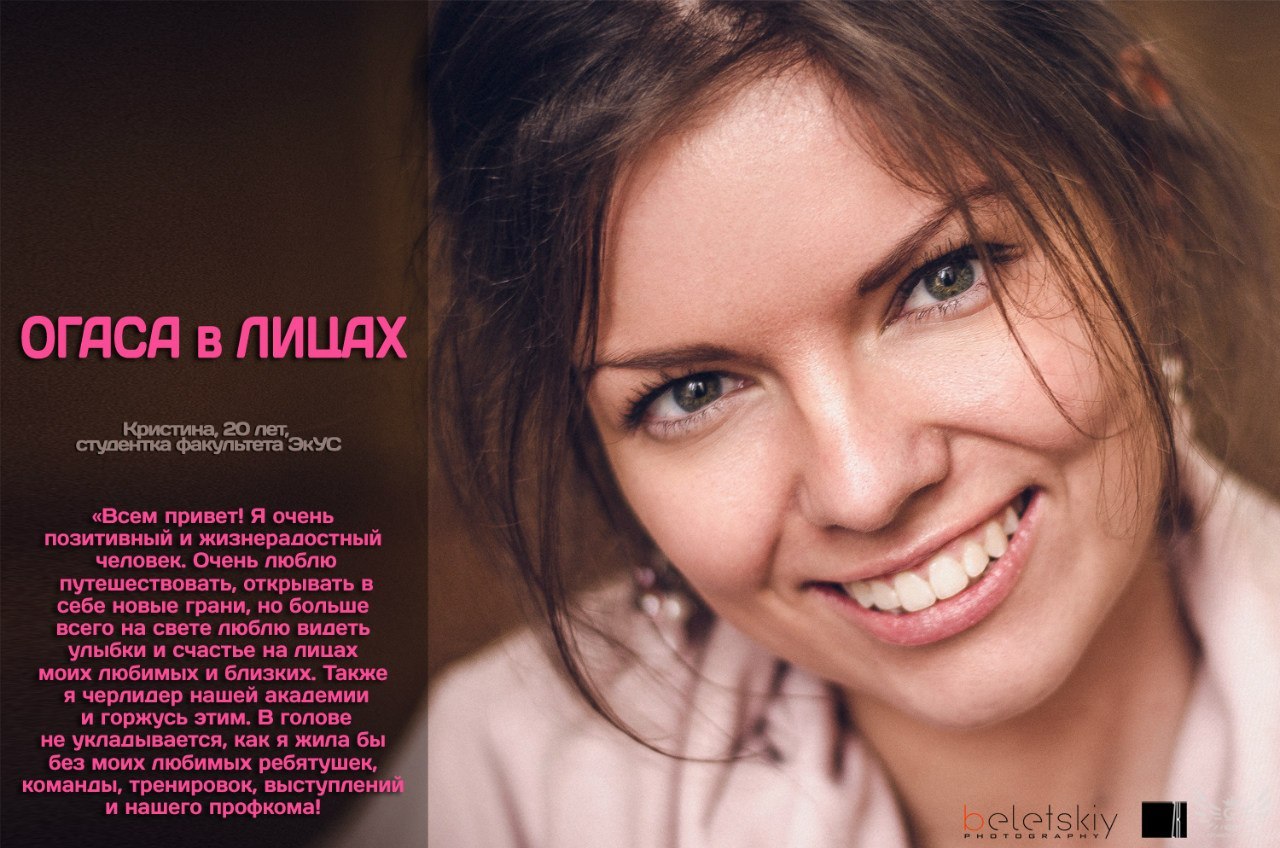 ОГАСА в ЛИЦАХ
Кристина, 20 лет,
студентка факультета ЭкУС
«Всем привет! Я очень
позитивный и жизнерадостный
человек. Очень люблю
путешествовать, открывать в
себе новые грани, но больше
всего на свете люблю видеть
улыбки и счастье на лицах
моих любимых и близких. Также
я черлидер нашей академии
и горжусь этим. В голове
не укладывается, как я жила бы
без моих любимых ребятушек,
команды, тренировок, выступлений
и нашего профкома!
beletskiy
PHOTOGRAPHY